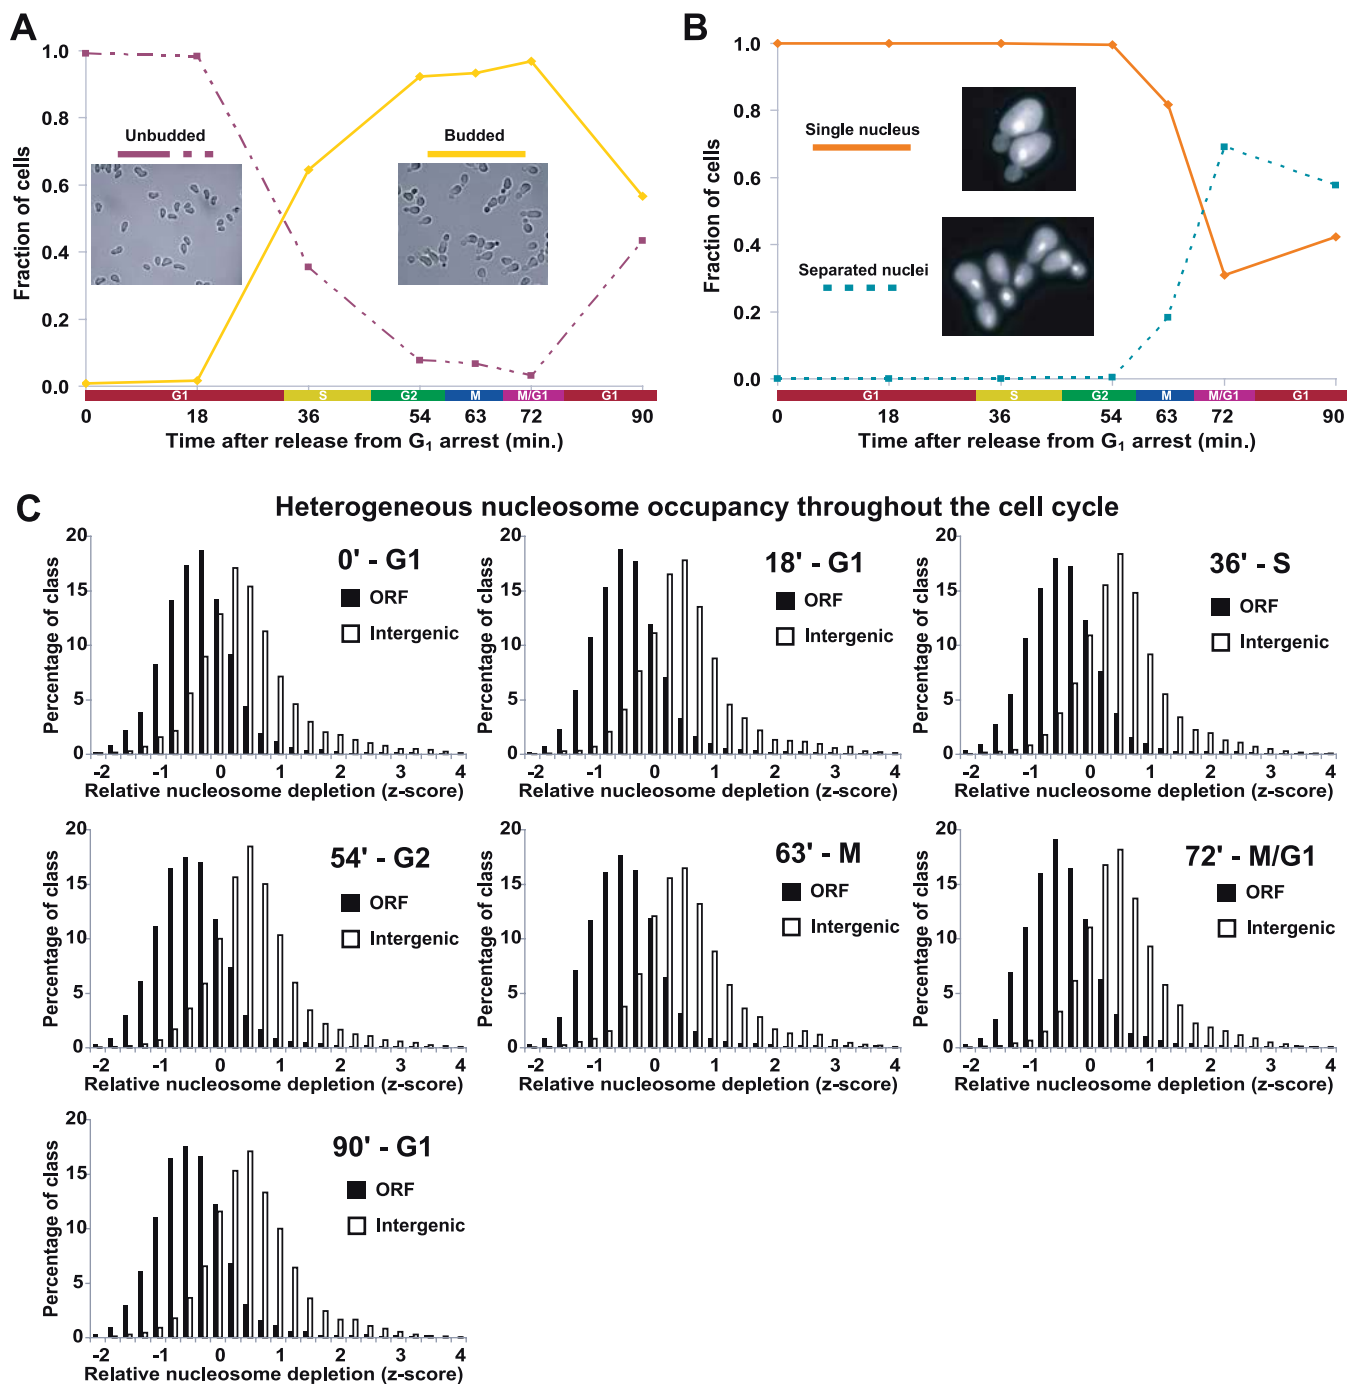 A
Fraction of cells
1.0
0.8
0.6
0.4
0.2
0.0
Unbudded
Budded
G1 S G2 M M/G1 G1
0 18 36 54 63 72 90
Time after release from G1 arrest (min.)
B
Fraction of cells
1.0
0.8
0.6
0.4
0.2
0.0
Single nucleus
Separated nuclei
G1 S G2 M M/G1 G1
0 18 36 54 63 72 90
Time after release from G1 arrest (min.)
C
Heterogeneous nucleosome occupancy throughout the cell cycle
Percentage of class
20
15
10
5
0
0' - G1
ORF
Intergenic
-2 -1 0 1 2 3 4
Relative nucleosome depletion (z-score)
Percentage of class
20
15
10
5
0
18' - G1
ORF
Intergenic
-2 -1 0 1 2 3 4
Relative nucleosome depletion (z-score)
Percentage of class
20
15
10
5
0
36' - S
ORF
Intergenic
-2 -1 0 1 2 3 4
Relative nucleosome depletion (z-score)
Percentage of class
20
15
10
5
0
54' - G2
ORF
Intergenic
-2 -1 0 1 2 3 4
Relative nucleosome depletion (z-score)
Percentage of class
20
15
10
5
0
63' - M
ORF
Intergenic
-2 -1 0 1 2 3 4
Relative nucleosome depletion (z-score)
Percentage of class
20
15
10
5
0
72' - M/G1
ORF
Intergenic
-2 -1 0 1 2 3 4
Relative nucleosome depletion (z-score)
Percentage of class
20
15
10
5
0
90' - G1
ORF
Intergenic
-2 -1 0 1 2 3 4
Relative nucleosome depletion (z-score)